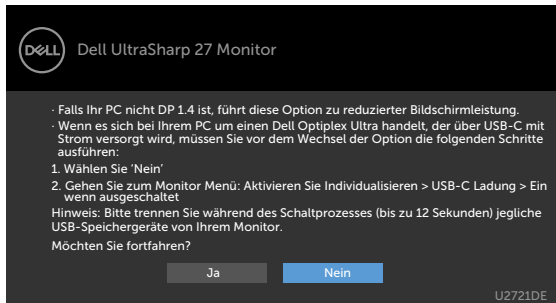 DELL
Dell UltraSharp 27 Monitor
· Falls Ihr PC nicht DP 1.4 ist, führt diese Option zu reduzierter Bildschirmleistung.
· Wenn es sich bei Ihrem PC um einen Dell Optiplex Ultra handelt, der über USB-C mit
Strom versorgt wird, müssen Sie vor dem Wechsel der Option die folgenden Schritte
ausführen:
1. Wählen Sie ‘Nein’
2. Gehen Sie zum Monitor Menü: Aktivieren Sie Individualisieren > USB-C Ladung > Ein
wenn ausgeschaltet
Hinweis: Bitte trennen Sie während des Schaltprozesses (bis zu 12 Sekunden) jegliche
USB-Speichergeräte von Ihrem Monitor.
Möchten Sie fortfahren?
Ja
Nein
U2721DE